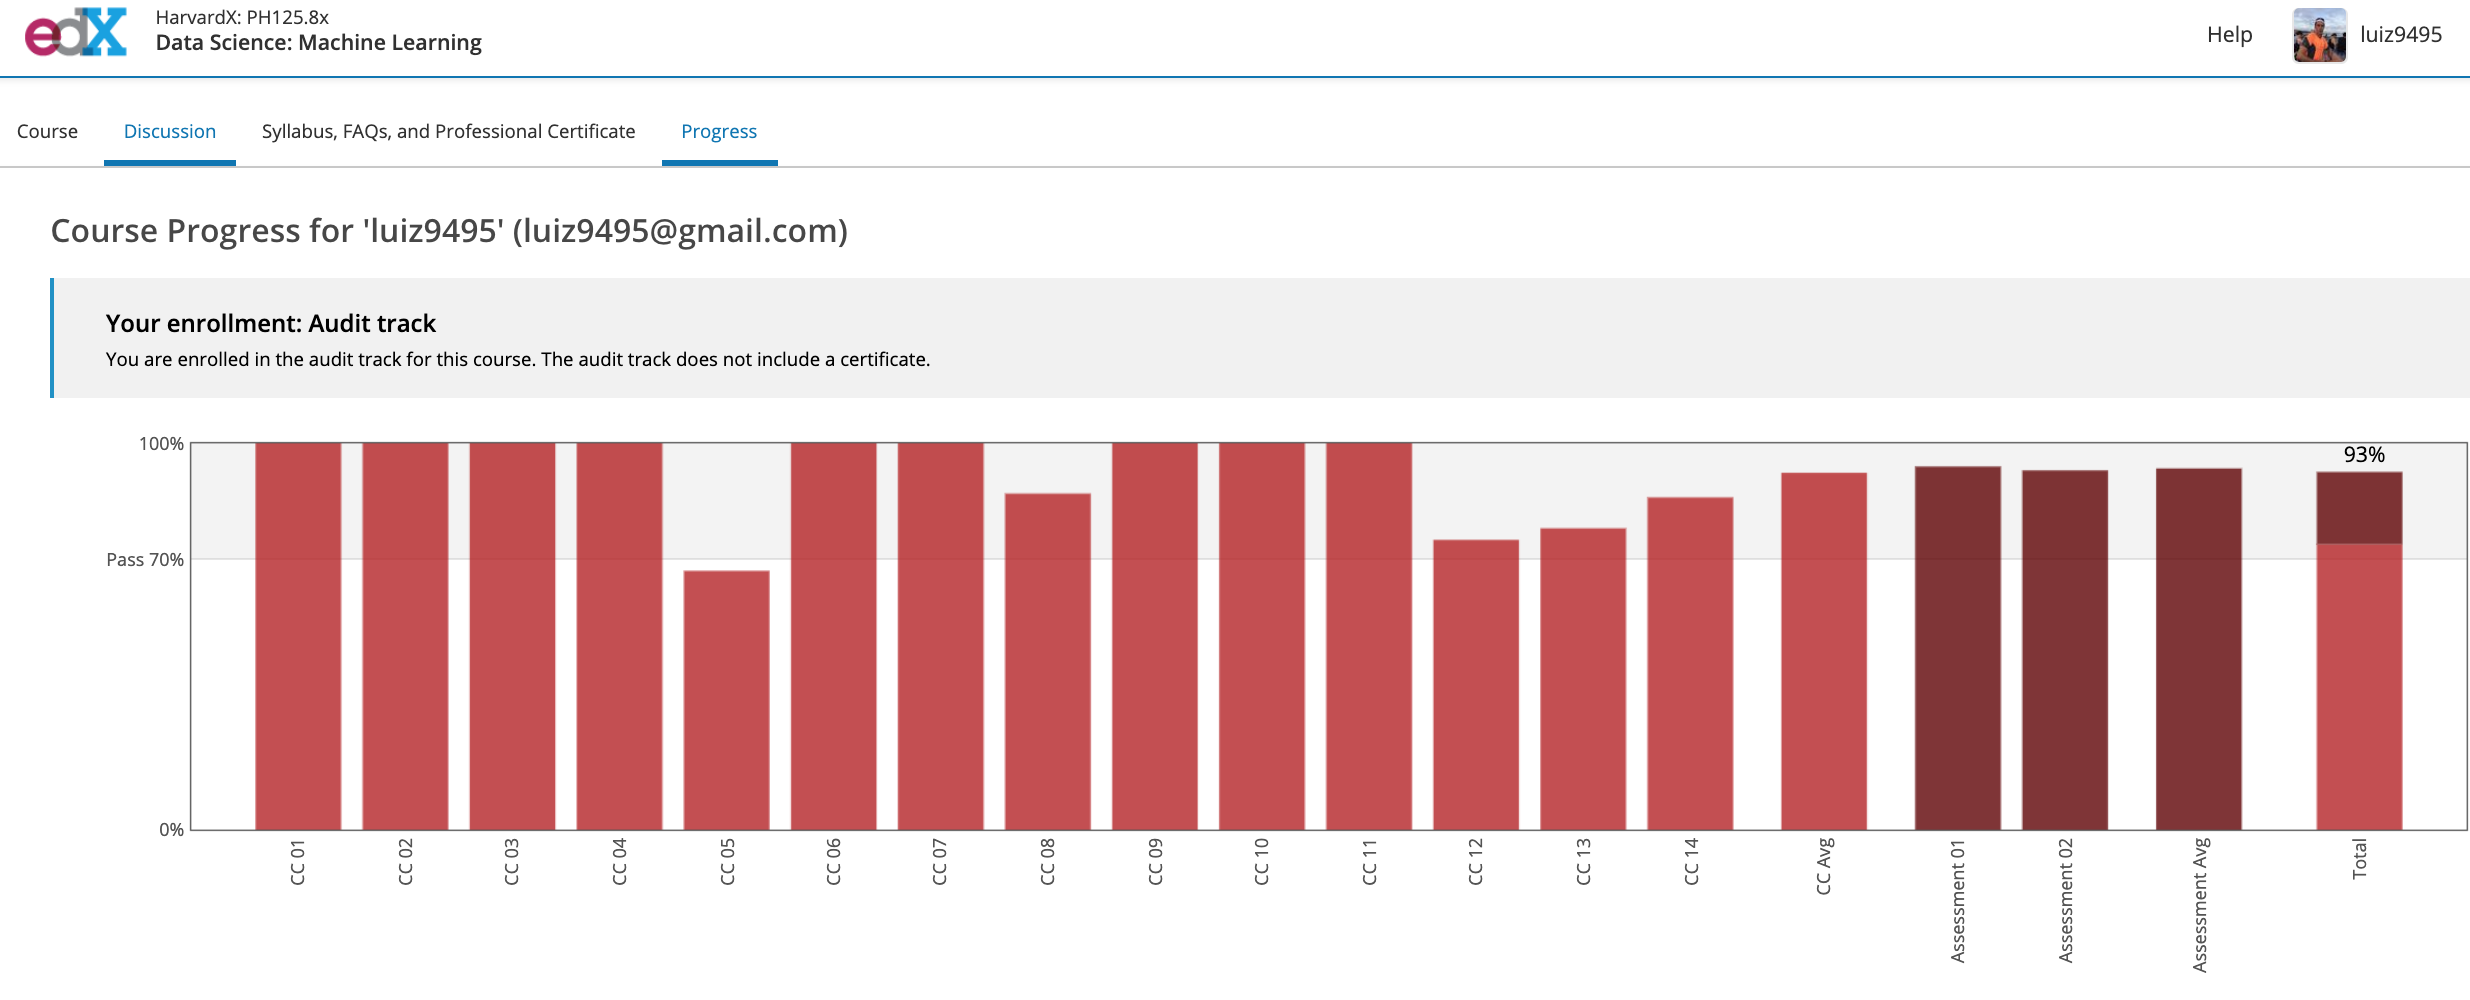 edX
HarvardX: PH125.8x
Data Science: Machine Learning
Help
luiz9495
Course
Discussion
Syllabus, FAQs, and Professional Certificate
Progress
Course Progress for 'luiz9495' (luiz9495@gmail.com)
Your enrollment: Audit track
You are enrolled in the audit track for this course. The audit track does not include a certificate.
100%
93%
Pass 70%
0%
CC 01
CC 02
CC 03
CC 04
CC 05
CC 06
CC 07
CC 08
CC 09
CC 10
CC 11
CC 12
CC 13
CC 14
CC Avg
Assessment 01
Assessment 02
Assessment Avg
Total